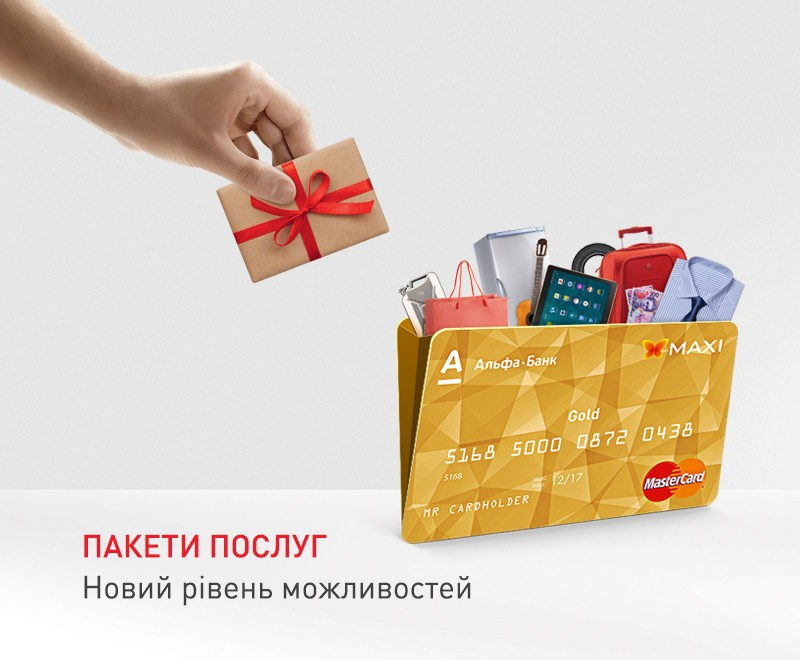 Альфа·Банк
MAXI
Gold
5168 5000 0872 0438
5168
12/17
MR CARDHOLDER
MasterCard
ПАКЕТИ ПОСЛУГ
Новий рівень можливостей